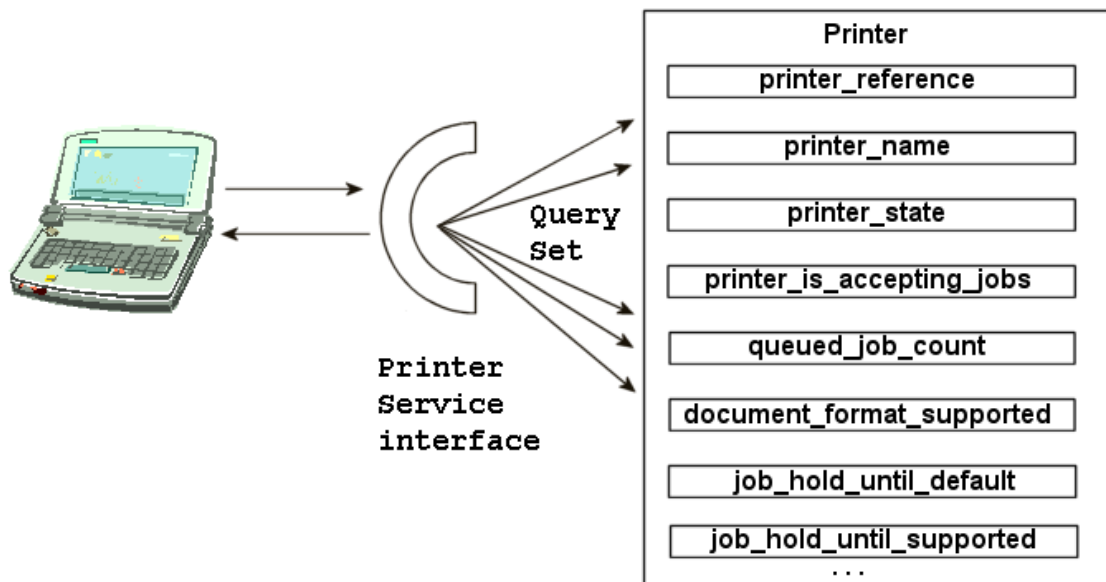 Printer
printer_reference
printer_name
printer_state
printer_is_accepting_jobs
queued_job_count
document_format_supported
job_hold_until_default
job_hold_until_supported
...
Query
Set
Printer
Service
interface